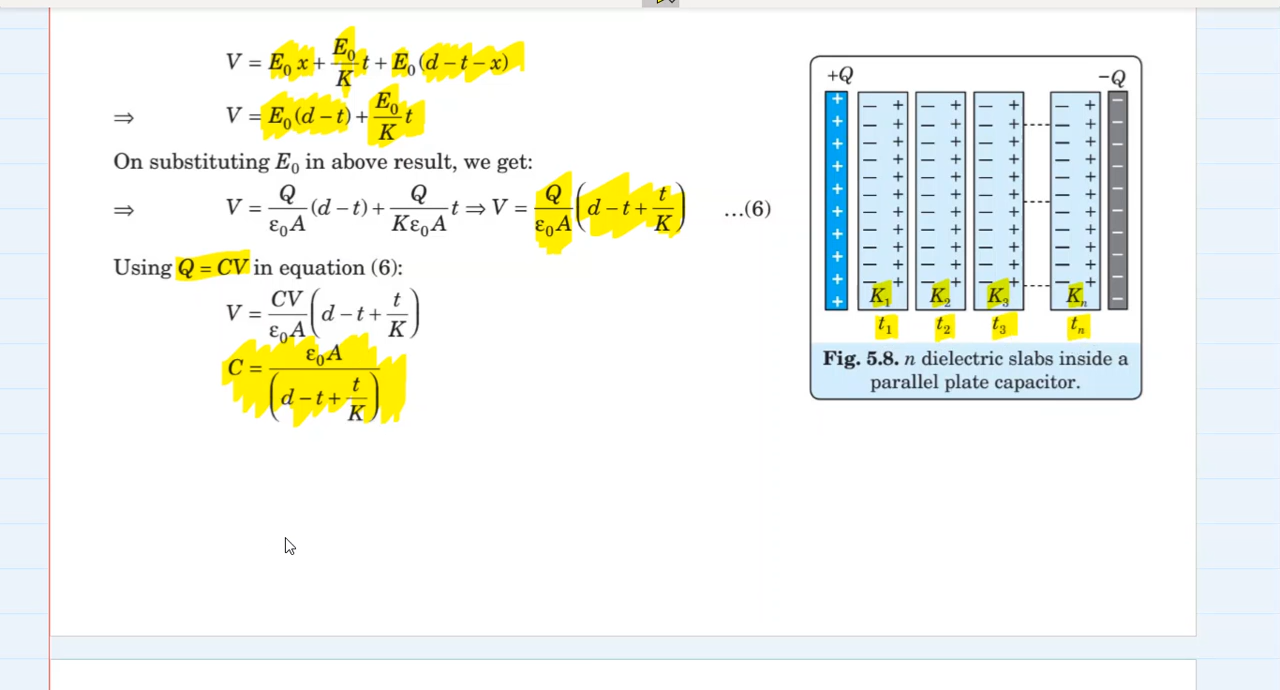 V = E₀x + E₀/K t + E₀(d – t – x)
⇒ V = E₀(d – t) + E₀/K t
On substituting E₀ in above result, we get:
⇒ V = Q/ε₀A (d – t) + Q/Kε₀A t ⇒ V = Q/ε₀A (d – t + t/K) ...(6)
Using Q = CV in equation (6):
V = CV/ε₀A (d – t + t/K)
C = ε₀A/(d – t + t/K)
+Q –Q
K₁ K₂ K₃ Kₙ
t₁ t₂ t₃ tₙ
Fig. 5.8. n dielectric slabs inside a
parallel plate capacitor.